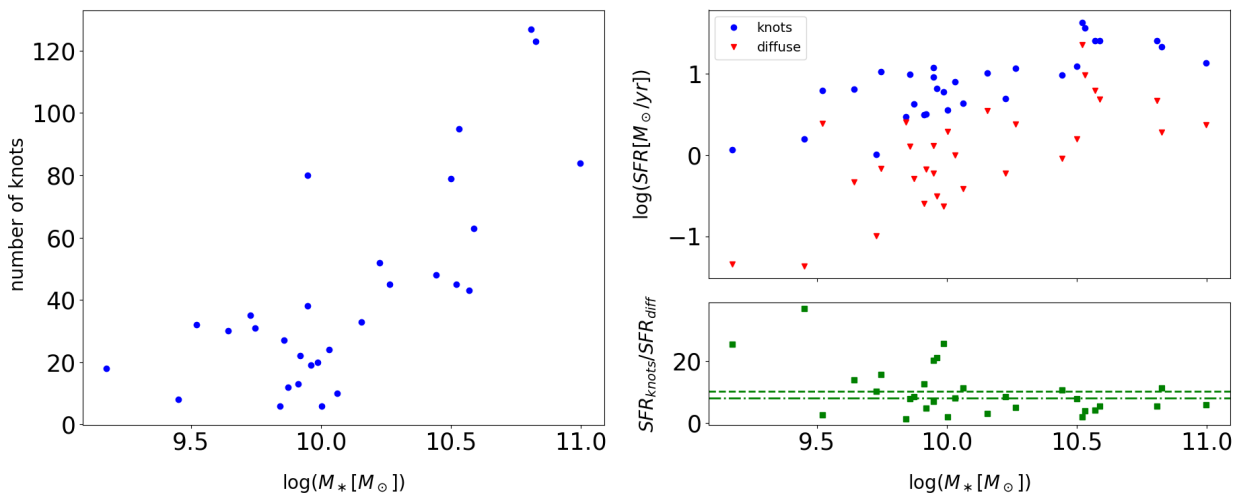 number of knots
120
100
80
60
40
20
0
9.5 10.0 10.5 11.0
log(M∗[M⊙])
log(SFR[M⊙/yr])
knots
diffuse
1
0
−1
SFR_knots/SFR_diff
20
0
9.5 10.0 10.5 11.0
log(M∗[M⊙])